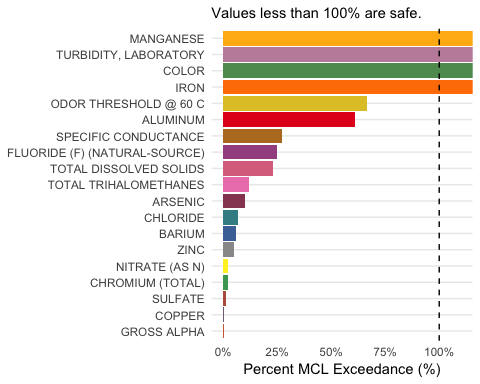 Values less than 100% are safe.
MANGANESE
TURBIDITY, LABORATORY
COLOR
IRON
ODOR THRESHOLD @ 60 C
ALUMINUM
SPECIFIC CONDUCTANCE
FLUORIDE (F) (NATURAL-SOURCE)
TOTAL DISSOLVED SOLIDS
TOTAL TRIHALOMETHANES
ARSENIC
CHLORIDE
BARIUM
ZINC
NITRATE (AS N)
CHROMIUM (TOTAL)
SULFATE
COPPER
GROSS ALPHA
0% 25% 50% 75% 100%
Percent MCL Exceedance (%)